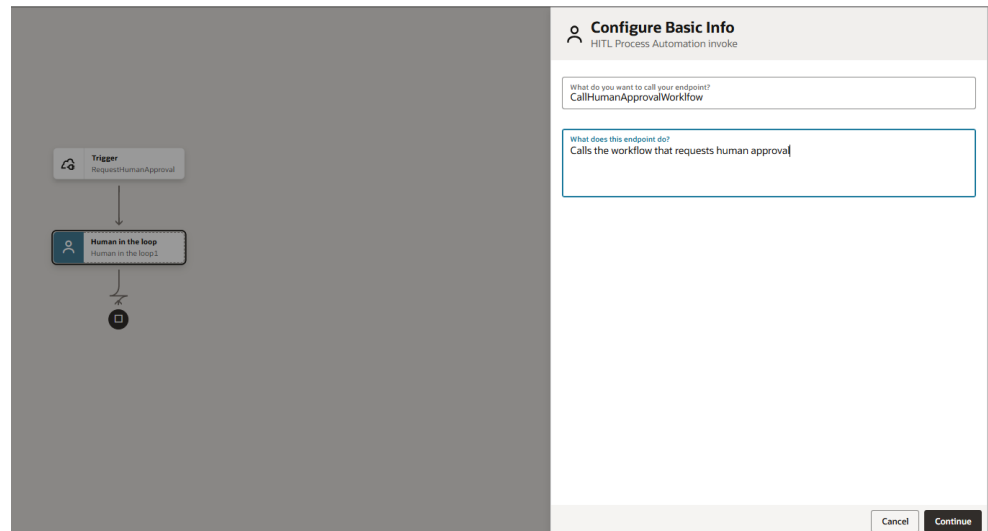 Configure Basic Info
HITL Process Automation invoke
What do you want to call your endpoint?
CallHumanApprovalWorklfow
What does this endpoint do?
Calls the workflow that requests human approval
Trigger
RequestHumanApproval
Human in the loop
Human in the loop1
Cancel
Continue